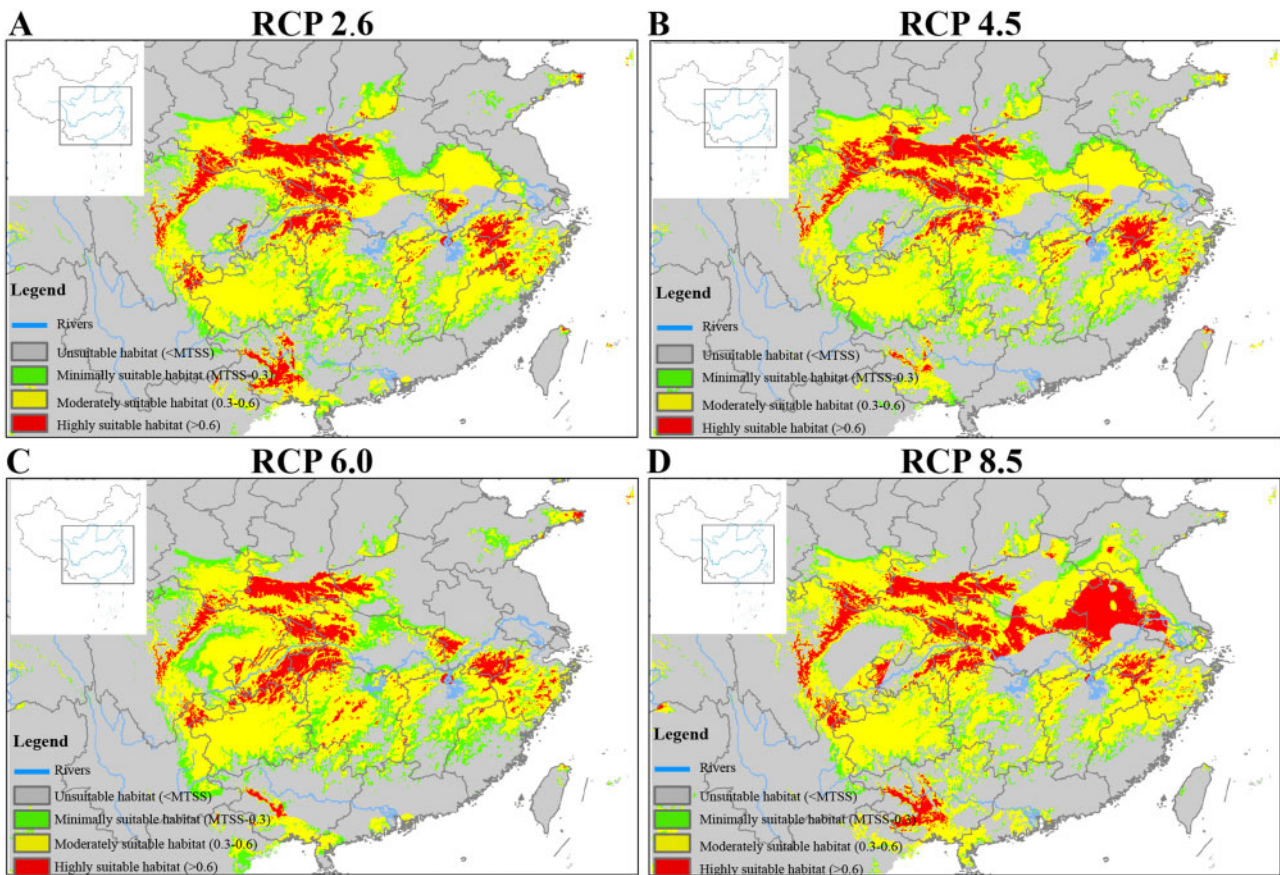 A RCP 2.6
B RCP 4.5
Legend
Rivers
Unsuitable habitat (<MTSS)
Minimally suitable habitat (MTSS-0.3)
Moderately suitable habitat (0.3-0.6)
Highly suitable habitat (>0.6)
Legend
Rivers
Unsuitable habitat (<MTSS)
Minimally suitable habitat (MTSS-0.3)
Moderately suitable habitat (0.3-0.6)
Highly suitable habitat (>0.6)
C RCP 6.0
D RCP 8.5
Legend
Rivers
Unsuitable habitat (<MTSS)
Minimally suitable habitat (MTSS-0.3)
Moderately suitable habitat (0.3-0.6)
Highly suitable habitat (>0.6)
Legend
Rivers
Unsuitable habitat (<MTSS)
Minimally suitable habitat (MTSS-0.3)
Moderately suitable habitat (0.3-0.6)
Highly suitable habitat (>0.6)